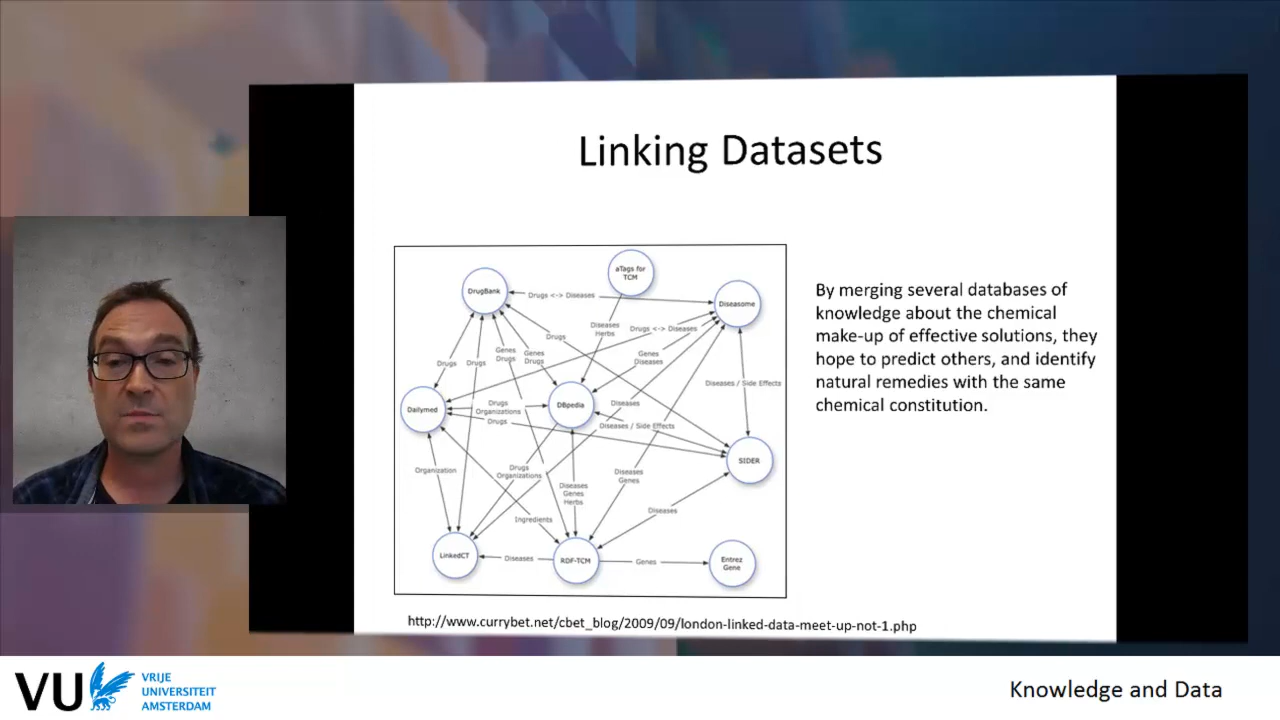 Linking Datasets
aTags for
TCM
DrugBank
Drugs <-> Diseases
Diseasome
Diseases
Herbs
Drugs <-> Diseases
Drugs
Genes
Drugs
Genes
Drugs
Genes
Diseases
Drugs
Drugs
Diseases / Side Effects
Dailymed
Drugs
Organizations
DBpedia
Diseases
Drugs
Diseases / Side Effects
SIDER
Organization
Drugs
Organizations
Diseases
Genes
Diseases
Genes
Herbs
Diseases
Ingredients
LinkedCT
Diseases
RDF-TCM
Genes
Entrez
Gene
By merging several databases of
knowledge about the chemical
make-up of effective solutions, they
hope to predict others, and identify
natural remedies with the same
chemical constitution.
http://www.currybet.net/cbet_blog/2009/09/london-linked-data-meet-up-not-1.php
VU
VRIJE
UNIVERSITEIT
AMSTERDAM
Knowledge and Data